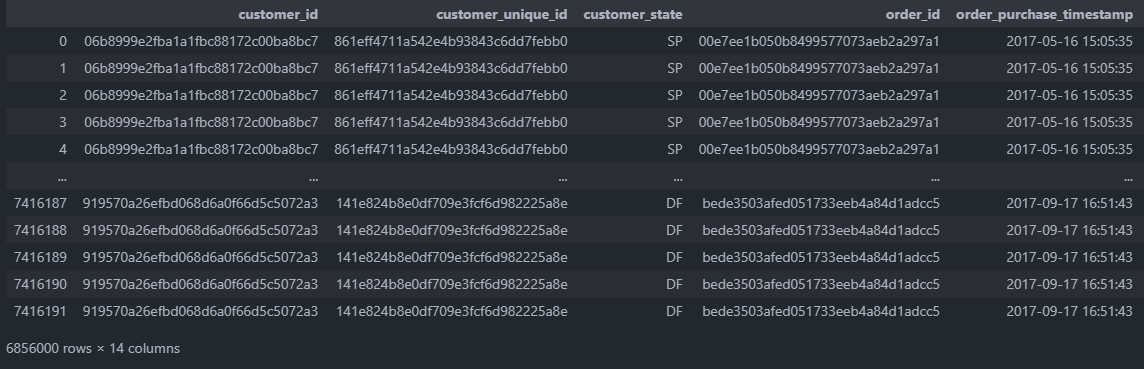 customer_id customer_unique_id customer_state order_id order_purchase_timestamp
0 06b8999e2fba1a1fbc88172c00ba8bc7 861eff4711a542e4b93843c6dd7febb0 SP 00e7ee1b050b8499577073aeb2a297a1 2017-05-16 15:05:35
1 06b8999e2fba1a1fbc88172c00ba8bc7 861eff4711a542e4b93843c6dd7febb0 SP 00e7ee1b050b8499577073aeb2a297a1 2017-05-16 15:05:35
2 06b8999e2fba1a1fbc88172c00ba8bc7 861eff4711a542e4b93843c6dd7febb0 SP 00e7ee1b050b8499577073aeb2a297a1 2017-05-16 15:05:35
3 06b8999e2fba1a1fbc88172c00ba8bc7 861eff4711a542e4b93843c6dd7febb0 SP 00e7ee1b050b8499577073aeb2a297a1 2017-05-16 15:05:35
4 06b8999e2fba1a1fbc88172c00ba8bc7 861eff4711a542e4b93843c6dd7febb0 SP 00e7ee1b050b8499577073aeb2a297a1 2017-05-16 15:05:35
... ... ... ... ... ...
7416187 919570a26efbd068d6a0f66d5c5072a3 141e824b8e0df709e3fcf6d982225a8e DF bede3503afed051733eeb4a84d1adcc5 2017-09-17 16:51:43
7416188 919570a26efbd068d6a0f66d5c5072a3 141e824b8e0df709e3fcf6d982225a8e DF bede3503afed051733eeb4a84d1adcc5 2017-09-17 16:51:43
7416189 919570a26efbd068d6a0f66d5c5072a3 141e824b8e0df709e3fcf6d982225a8e DF bede3503afed051733eeb4a84d1adcc5 2017-09-17 16:51:43
7416190 919570a26efbd068d6a0f66d5c5072a3 141e824b8e0df709e3fcf6d982225a8e DF bede3503afed051733eeb4a84d1adcc5 2017-09-17 16:51:43
7416191 919570a26efbd068d6a0f66d5c5072a3 141e824b8e0df709e3fcf6d982225a8e DF bede3503afed051733eeb4a84d1adcc5 2017-09-17 16:51:43
6856000 rows × 14 columns